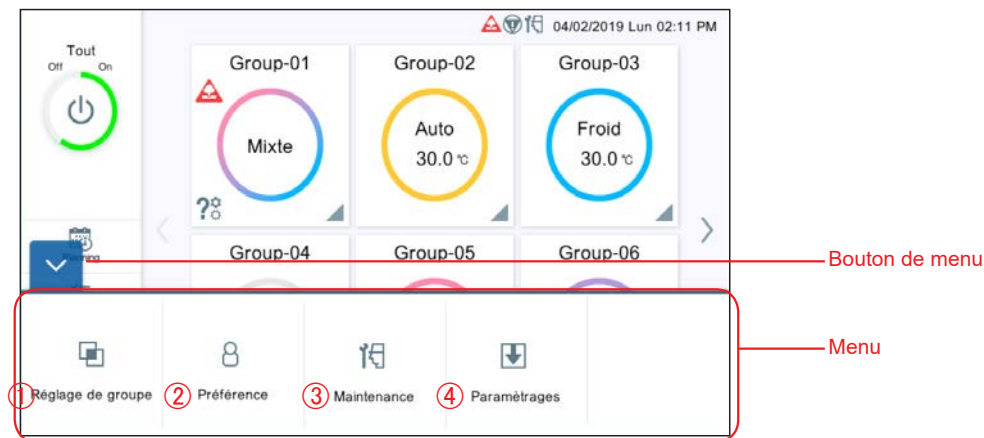 04/02/2019 Lun 02:11 PM
Tout
Off On
Group-01
Group-02
Group-03
Mixte
Auto
30.0 °C
Froid
30.0 °C
Group-04
Group-05
Group-06
Bouton de menu
Menu
① Réglage de groupe
② Préférence
③ Maintenance
④ Paramètrages